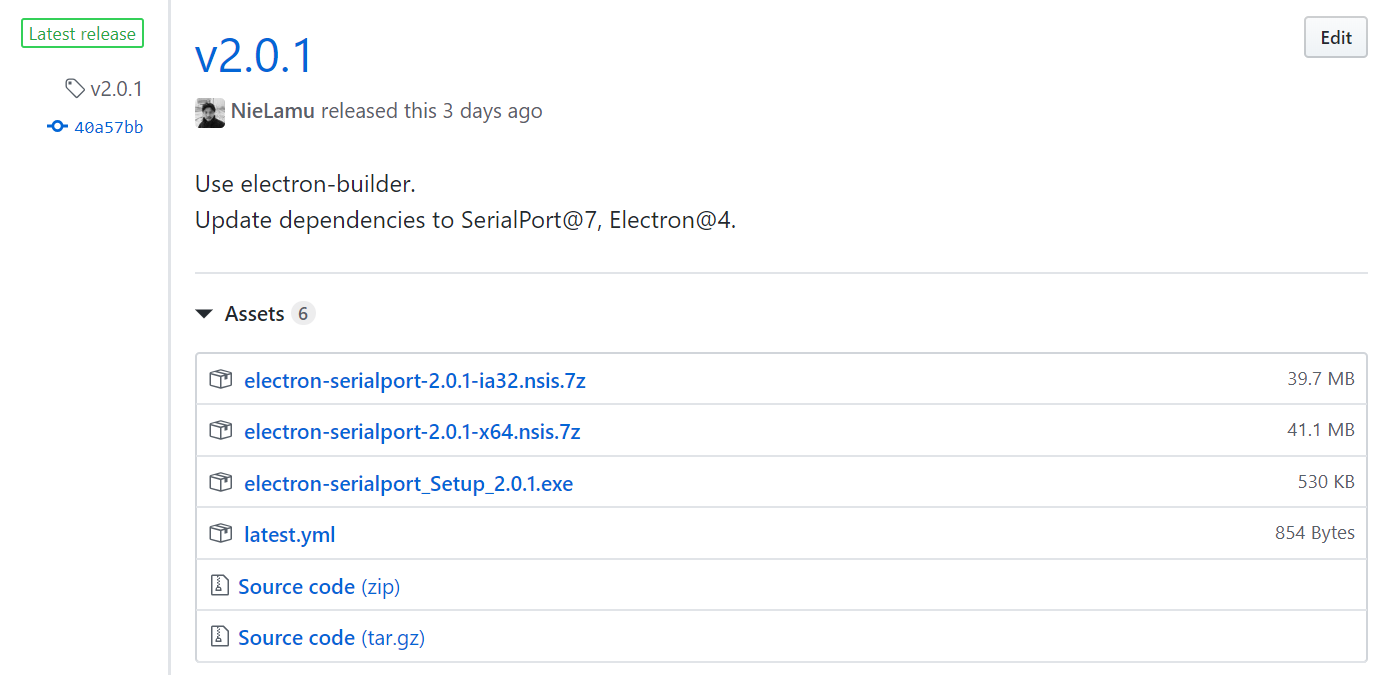 Latest release
v2.0.1
40a57bb
v2.0.1
Edit
NieLamu released this 3 days ago
Use electron-builder.
Update dependencies to SerialPort@7, Electron@4.
Assets 6
electron-serialport-2.0.1-ia32.nsis.7z 39.7 MB
electron-serialport-2.0.1-x64.nsis.7z 41.1 MB
electron-serialport_Setup_2.0.1.exe 530 KB
latest.yml 854 Bytes
Source code (zip)
Source code (tar.gz)